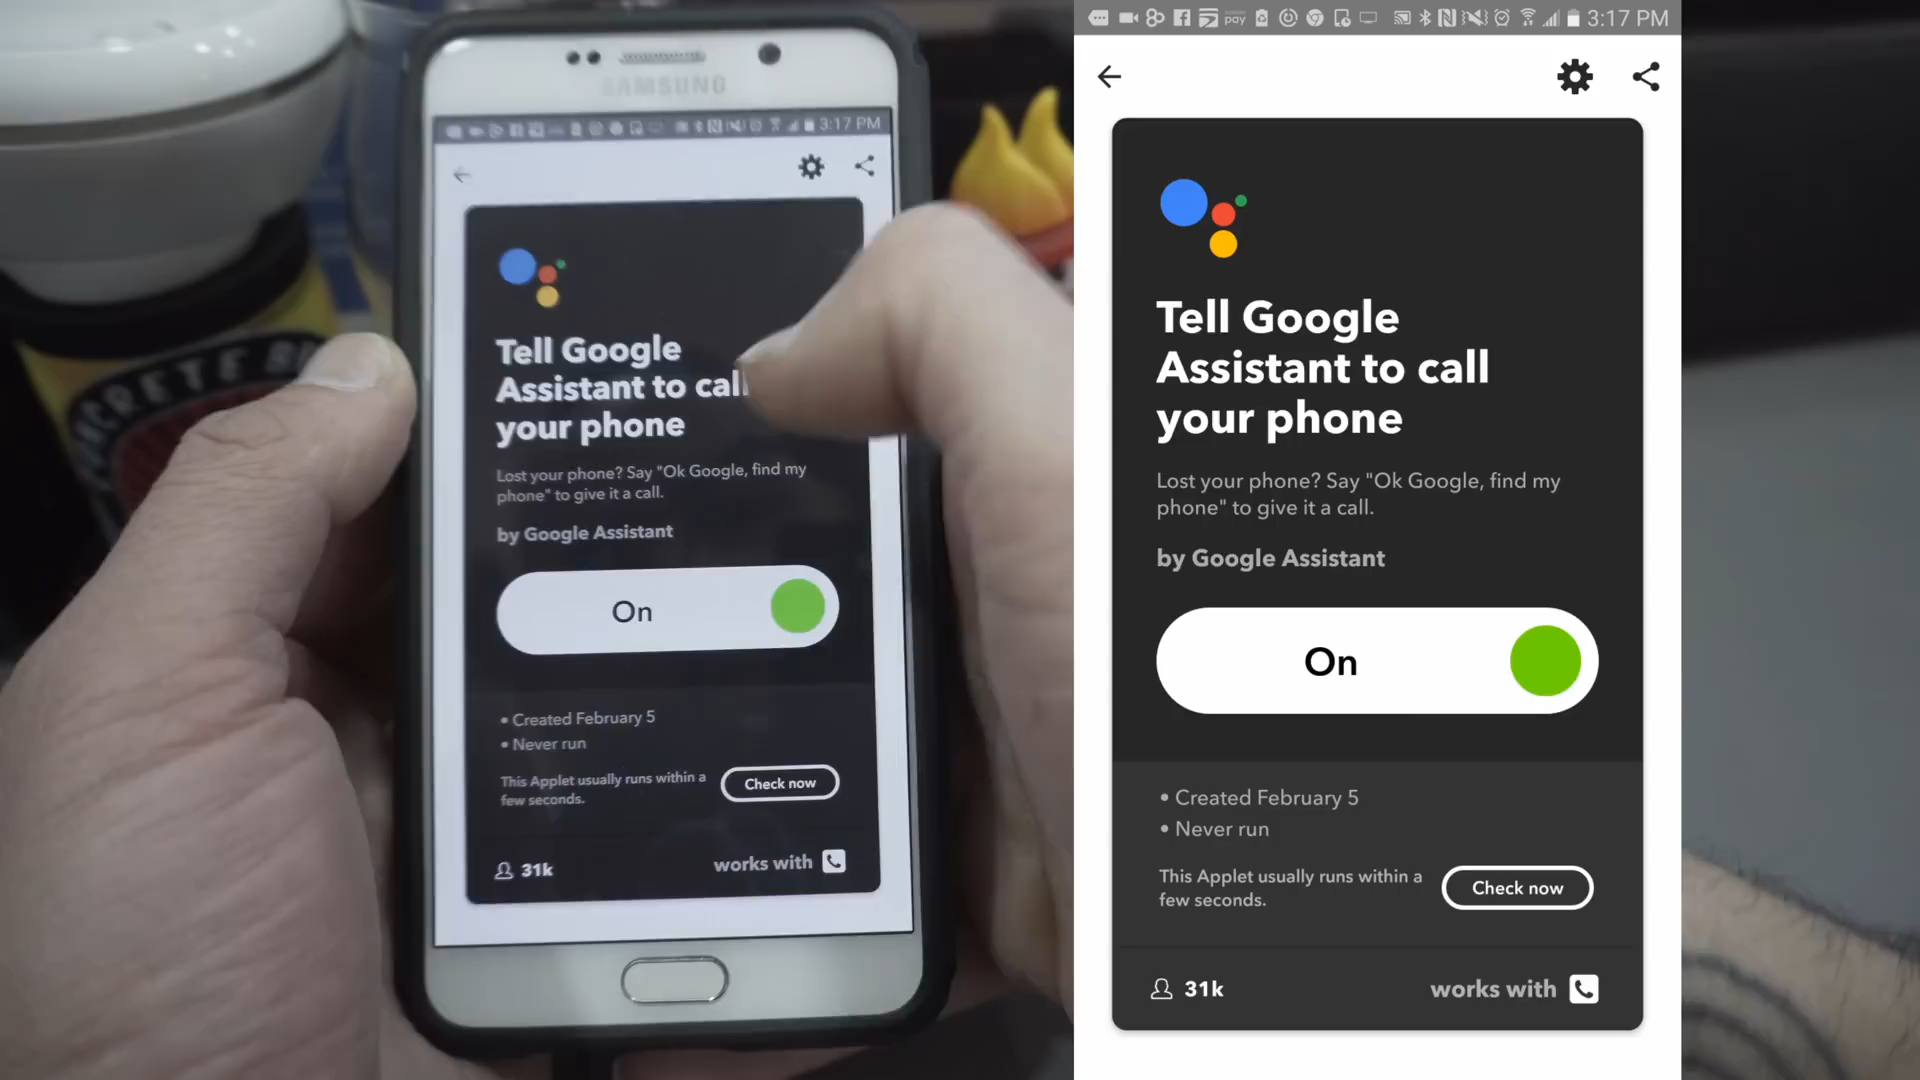 SAMSUNG
3:17 PM
Tell Google
Assistant to call
your phone
Lost your phone? Say "Ok Google, find my
phone" to give it a call.
by Google Assistant
On
• Created February 5
• Never run
This Applet usually runs within a
few seconds.
Check now
31k
works with
pay
3:17 PM
Tell Google
Assistant to call
your phone
Lost your phone? Say "Ok Google, find my
phone" to give it a call.
by Google Assistant
On
• Created February 5
• Never run
This Applet usually runs within a
few seconds.
Check now
31k
works with